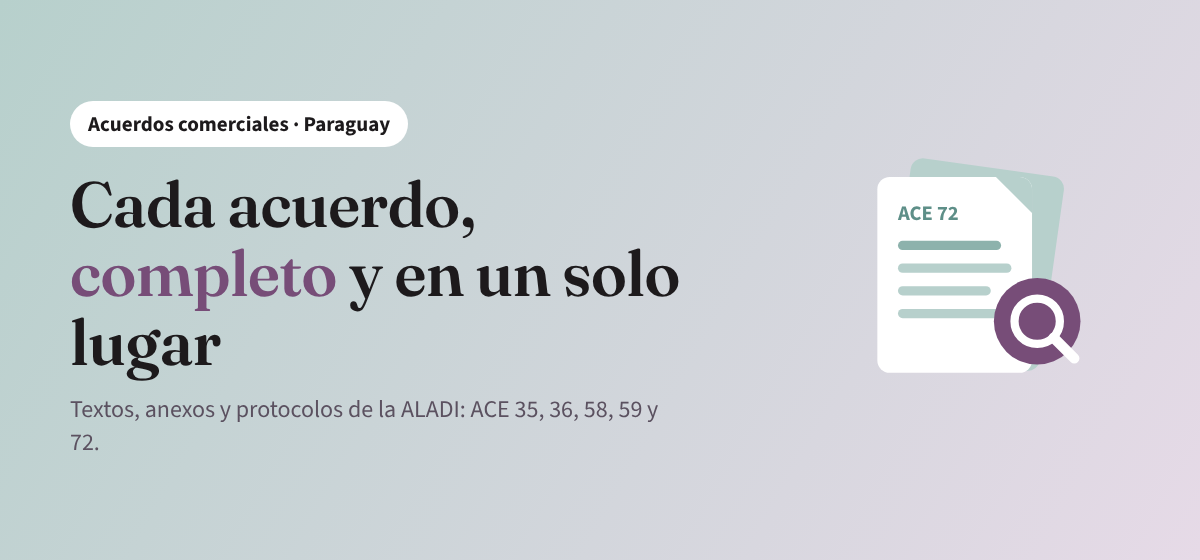 Acuerdos comerciales · Paraguay
Cada acuerdo,
completo y en un solo
lugar
Textos, anexos y protocolos de la ALADI: ACE 35, 36, 58, 59 y
72.
ACE 72